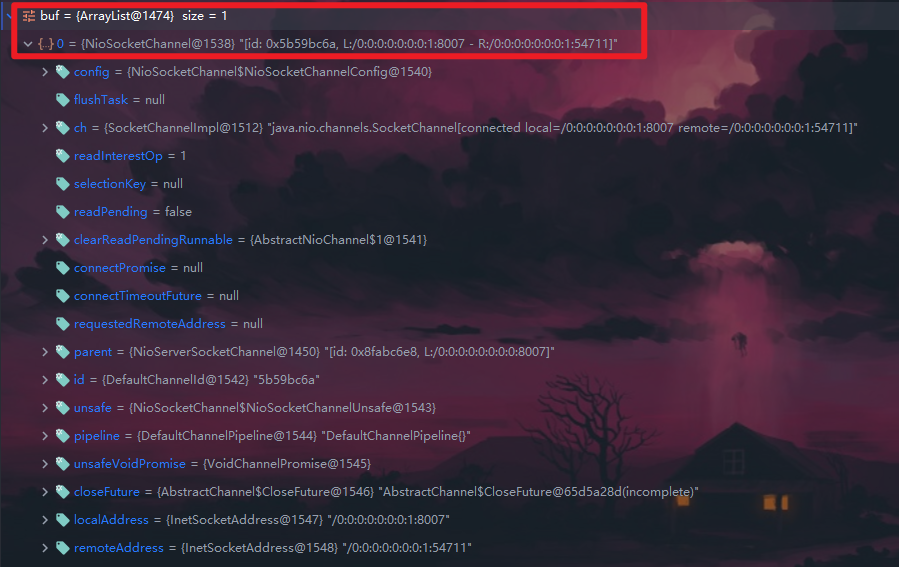 buf = {ArrayList@1474} size = 1
{...} 0 = {NioSocketChannel@1538} "[id: 0x5b59bc6a, L:/0:0:0:0:0:0:0:1:8007 - R:/0:0:0:0:0:0:0:1:54711]"
config = {NioSocketChannel$NioSocketChannelConfig@1540}
flushTask = null
ch = {SocketChannelImpl@1512} "java.nio.channels.SocketChannel[connected local=/0:0:0:0:0:0:0:1:8007 remote=/0:0:0:0:0:0:0:1:54711]"
readInterestOp = 1
selectionKey = null
readPending = false
clearReadPendingRunnable = {AbstractNioChannel$1@1541}
connectPromise = null
connectTimeoutFuture = null
requestedRemoteAddress = null
parent = {NioServerSocketChannel@1450} "[id: 0x8fabc6e8, L:/0:0:0:0:0:0:0:0:8007]"
id = {DefaultChannelId@1542} "5b59bc6a"
unsafe = {NioSocketChannel$NioSocketChannelUnsafe@1543}
pipeline = {DefaultChannelPipeline@1544} "DefaultChannelPipeline{}"
unsafeVoidPromise = {VoidChannelPromise@1545}
closeFuture = {AbstractChannel$CloseFuture@1546} "AbstractChannel$CloseFuture@65d5a28d(incomplete)"
localAddress = {InetSocketAddress@1547} "/0:0:0:0:0:0:0:1:8007"
remoteAddress = {InetSocketAddress@1548} "/0:0:0:0:0:0:0:1:54711"